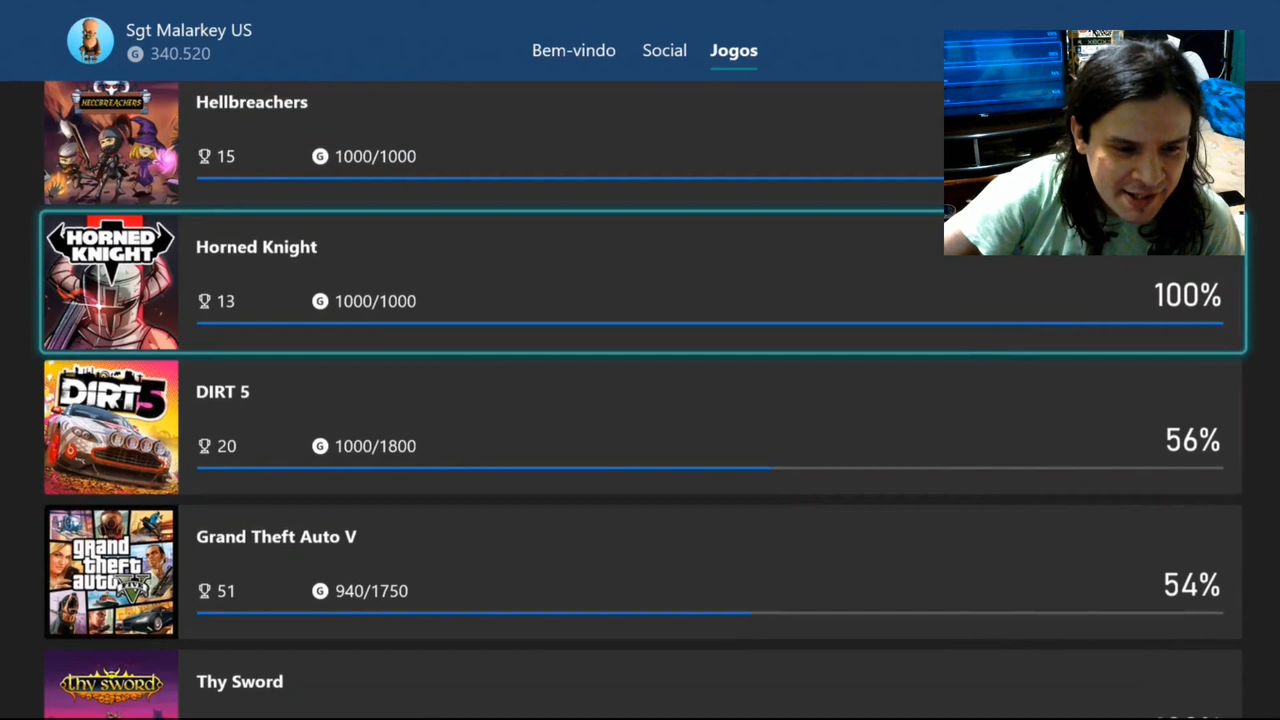 Sgt Malarkey US
G 340.520
Bem-vindo Social Jogos
HELLBREACHERS
Hellbreachers
15 G 1000/1000
HORNED
KNIGHT
Horned Knight
13 G 1000/1000
100%
DIRT 5
DIRT 5
20 G 1000/1800
56%
grand
theft
auto
V
FIVE
Grand Theft Auto V
51 G 940/1750
54%
thy sword
Thy Sword